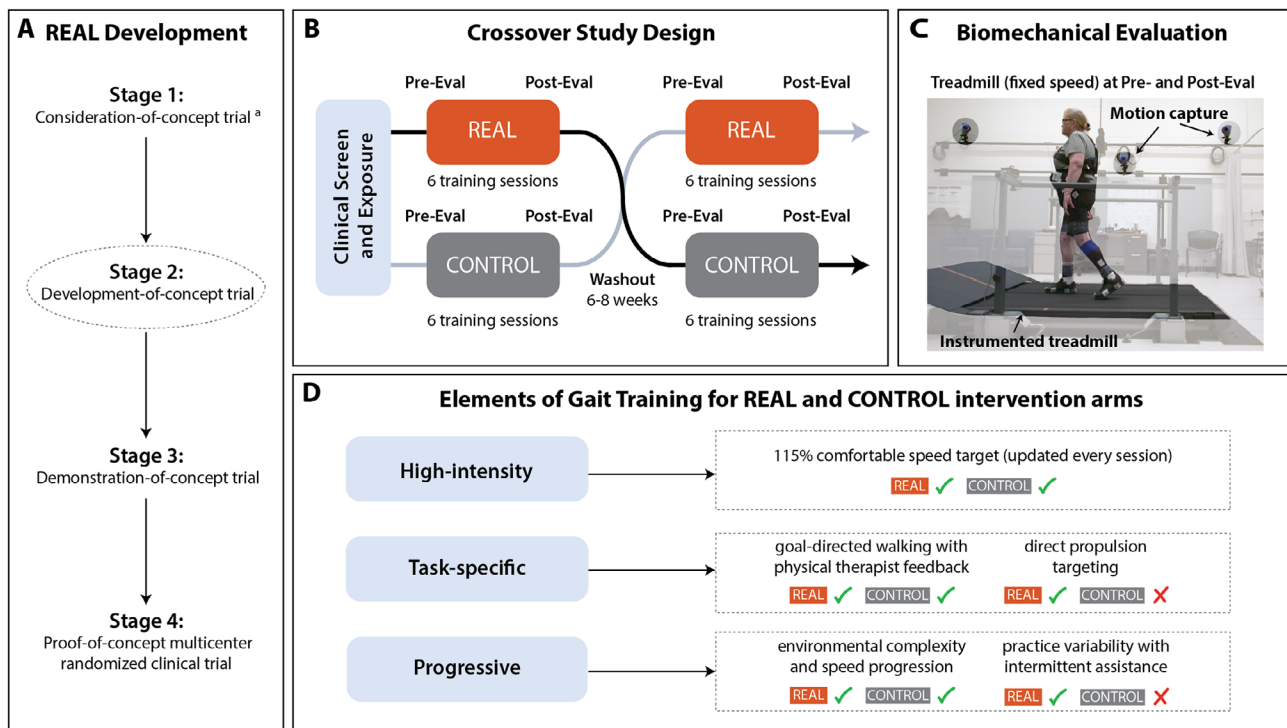 A
REAL Development
Stage 1:
Consideration-of-concept trial ᵃ
Stage 2:
Development-of-concept trial
Stage 3:
Demonstration-of-concept trial
Stage 4:
Proof-of-concept multicenter
randomized clinical trial
B
Crossover Study Design
Clinical Screen
and Exposure
Pre-Eval
Post-Eval
Pre-Eval
Post-Eval
REAL
REAL
6 training sessions
6 training sessions
Pre-Eval
Post-Eval
Pre-Eval
Post-Eval
CONTROL
CONTROL
Washout
6-8 weeks
6 training sessions
6 training sessions
C
Biomechanical Evaluation
Treadmill (fixed speed) at Pre- and Post-Eval
Motion capture
Instrumented treadmill
D
Elements of Gait Training for REAL and CONTROL intervention arms
High-intensity
115% comfortable speed target (updated every session)
REAL ✓ CONTROL ✓
Task-specific
goal-directed walking with
physical therapist feedback
REAL ✓ CONTROL ✓
direct propulsion
targeting
REAL ✓ CONTROL ✗
Progressive
environmental complexity
and speed progression
REAL ✓ CONTROL ✓
practice variability with
intermittent assistance
REAL ✓ CONTROL ✗